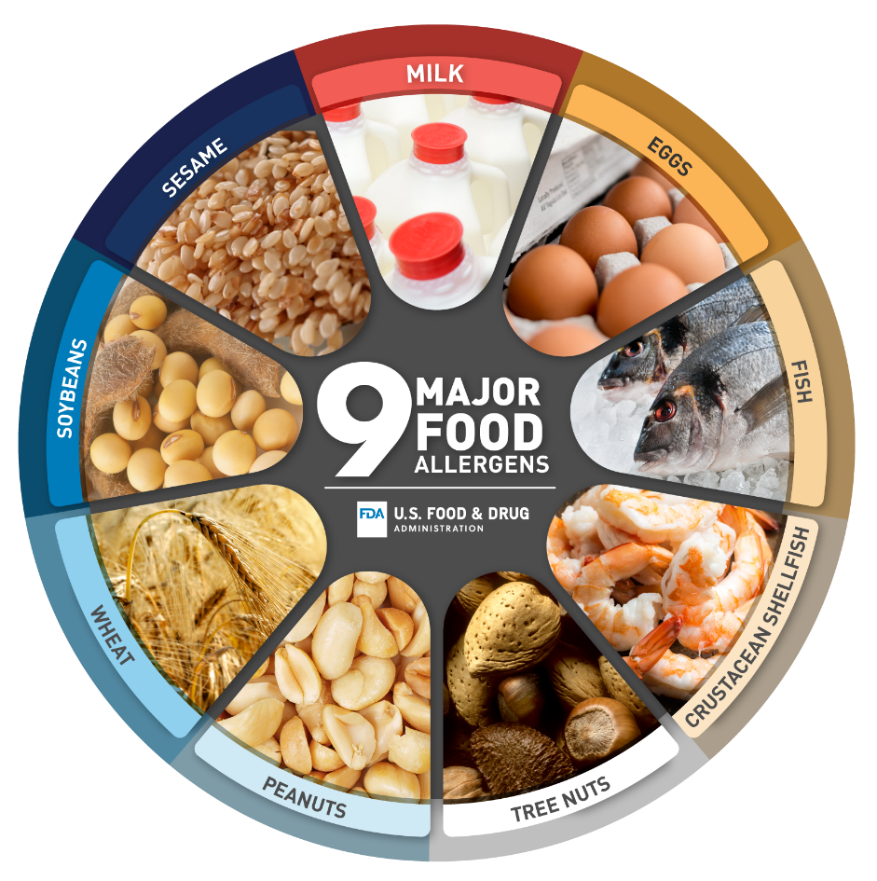 MILK
EGGS
FISH
CRUSTACEAN SHELLFISH
TREE NUTS
PEANUTS
WHEAT
SOYBEANS
SESAME
9 MAJOR
FOOD
ALLERGENS
FDA U.S. FOOD & DRUG
ADMINISTRATION